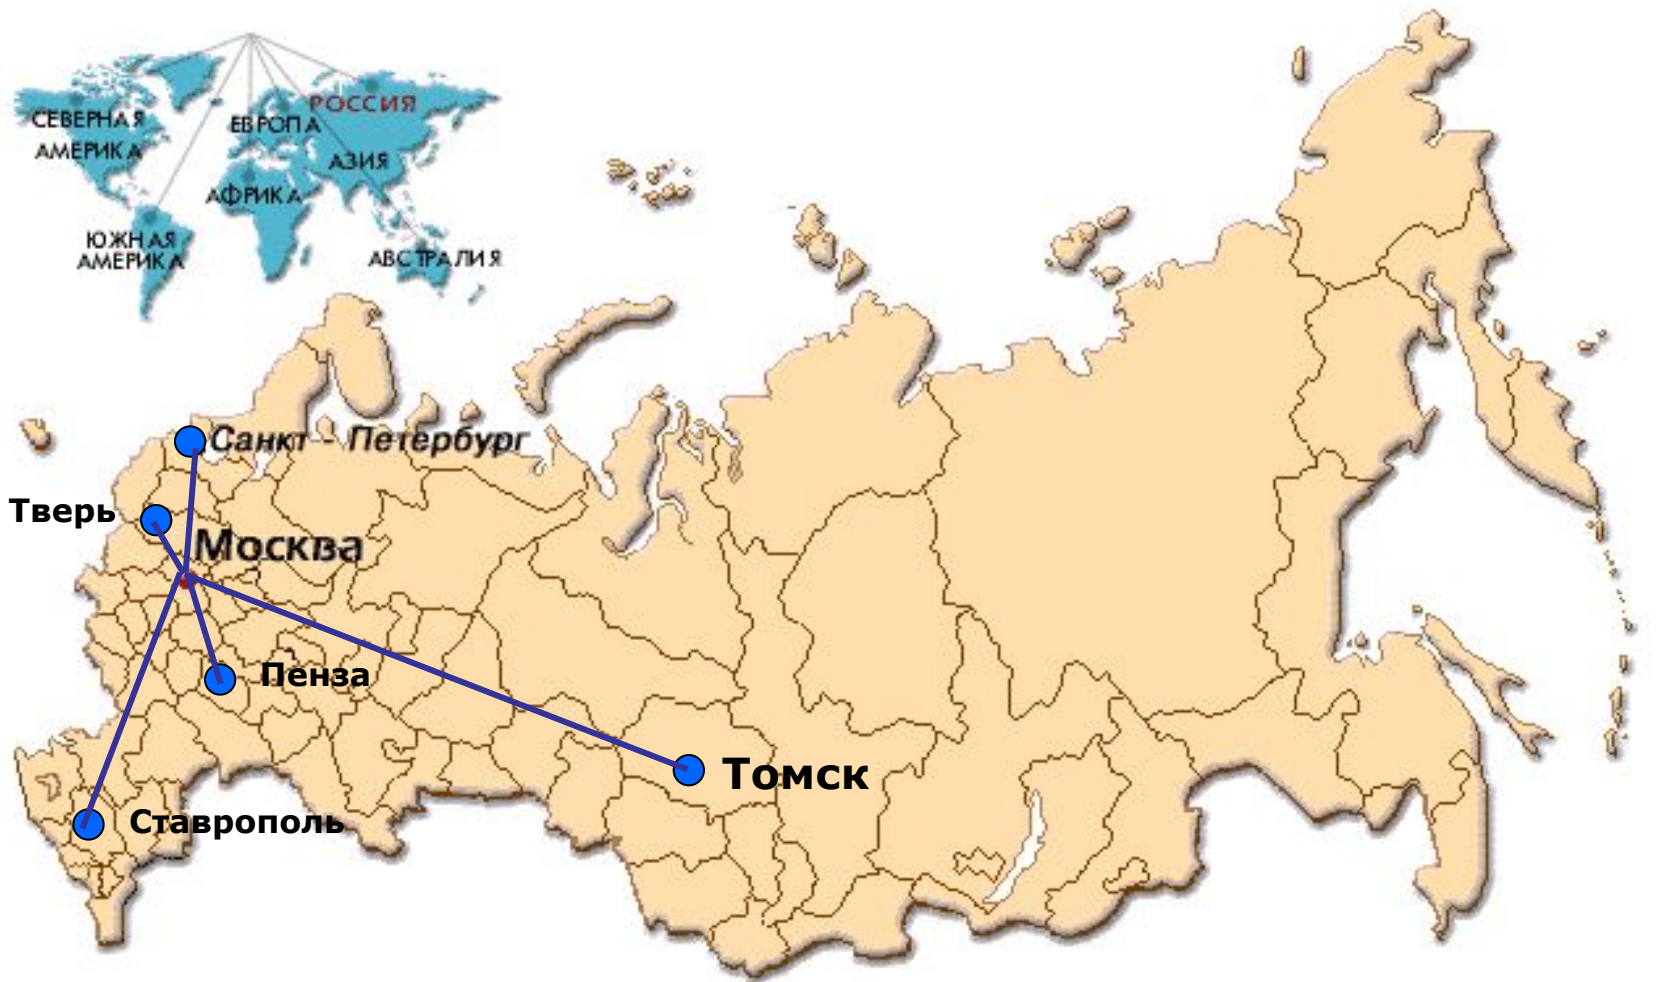 РОССИЯ
СЕВЕРНАЯ
АМЕРИКА
ЕВРОПА
АЗИЯ
АФРИКА
ЮЖНАЯ
АМЕРИКА
АВСТРАЛИЯ
Санкт - Петербург
Тверь
Москва
Пенза
Томск
Ставрополь